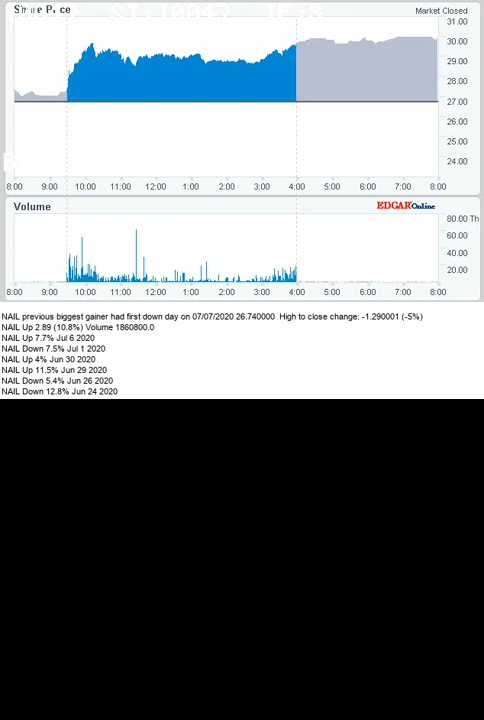 Market Closed
31.00
30.00
29.00
28.00
27.00
26.00
25.00
24.00
8:00 9:00 10:00 11:00 12:00 2:00 3:00 4:00 5:00 6:00 7:00 8:00
Volume
EDGAR Online
80.00 Th
60.00
40.00
20.00
8:00 9:00 10:00 11:00 12:00 1:00 2:00 3:00 4:00 5:00 6:00 7:00 8:00
NAIL previous biggest gainer had first down day on 07/07/2020 26.740000 High to close change: -1.290001 (-5%)
NAIL Up 2.89 (10.8%) Volume 1860800.0
NAIL Up 7.7% Jul 6 2020
NAIL Down 7.5% Jul 1 2020
NAIL Up 4% Jun 30 2020
NAIL Up 11.5% Jun 29 2020
NAIL Down 5.4% Jun 26 2020
NAIL Down 12.8% Jun 24 2020